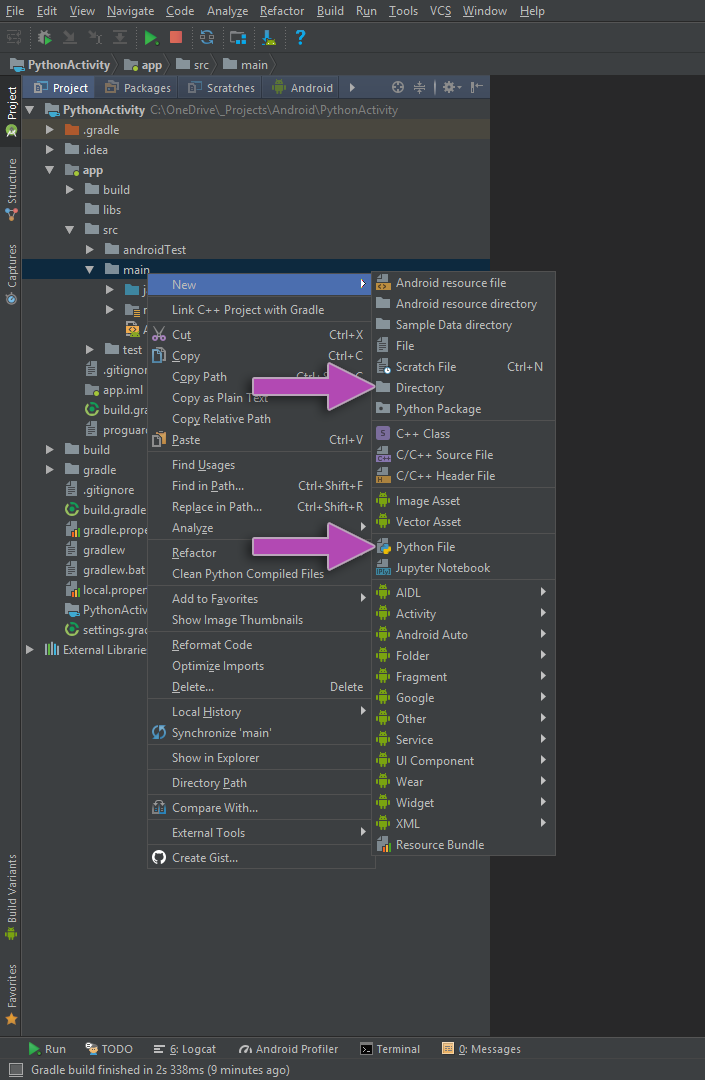 File Edit View Navigate Code Analyze Refactor Build Run Tools VCS Window Help
PythonActivity app src main
Project Packages Scratches Android
PythonActivity C:\OneDrive\_Projects\Android\PythonActivity
.gradle
.idea
app
build
libs
src
androidTest
main
j
test
.gitignor
app.iml
build.gra
proguar
build
gradle
.gitignore
build.gradle
gradle.prope
gradlew
gradlew.bat
local.proper
PythonActiv
settings.grad
External Librarie
New
Link C++ Project with Gradle
Cut Ctrl+X
Copy Ctrl+C
Copy Path
Copy as Plain Text
Copy Relative Path
Paste Ctrl+V
Find Usages
Find in Path... Ctrl+Shift+F
Replace in Path... Ctrl+Shift+R
Analyze
Refactor
Clean Python Compiled Files
Add to Favorites
Show Image Thumbnails
Reformat Code
Optimize Imports
Delete... Delete
Local History
Synchronize 'main'
Show in Explorer
Directory Path
Compare With...
External Tools
Create Gist...
Android resource file
Android resource directory
Sample Data directory
File
Scratch File Ctrl+N
Directory
Python Package
S C++ Class
C/C++ Source File
C/C++ Header File
Image Asset
Vector Asset
Python File
Jupyter Notebook
AIDL
Activity
Android Auto
Folder
Fragment
Google
Other
Service
UI Component
Wear
Widget
XML
Resource Bundle
Project
Structure
Captures
Build Variants
Favorites
Run TODO 6: Logcat Android Profiler Terminal 0: Messages
Gradle build finished in 2s 338ms (9 minutes ago)